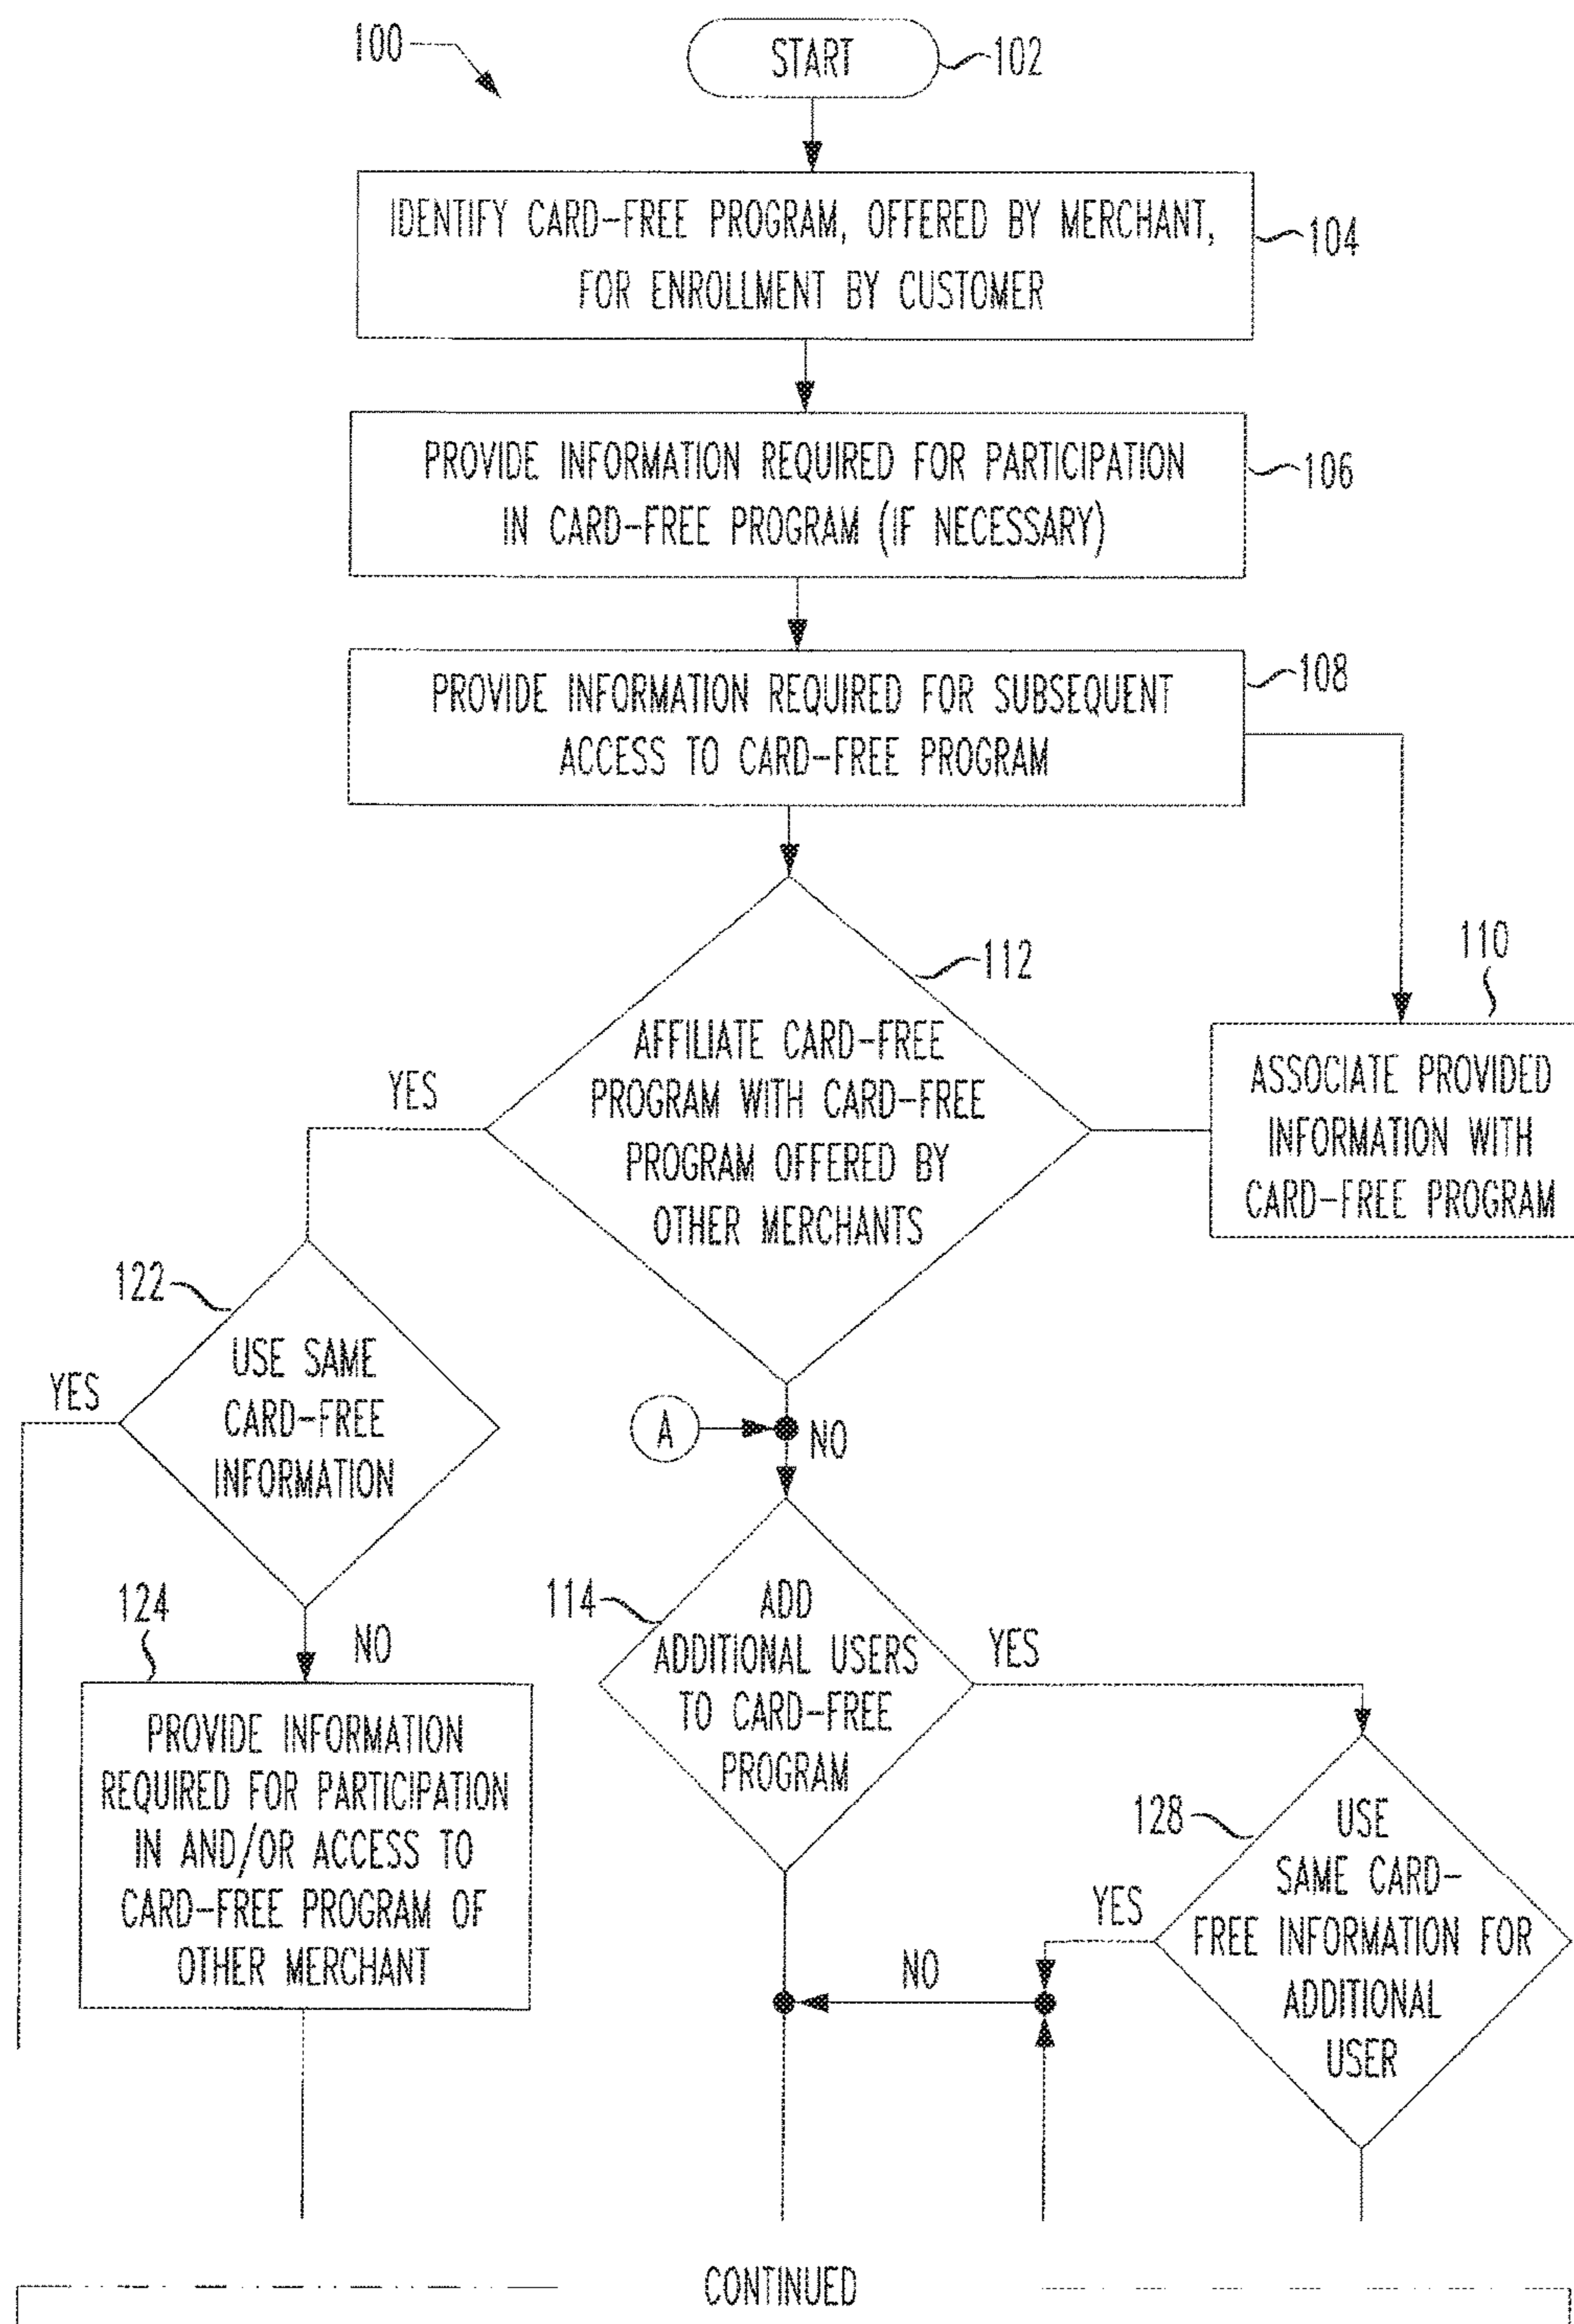 100
START
102
IDENTIFY CARD-FREE PROGRAM, OFFERED BY MERCHANT,
FOR ENROLLMENT BY CUSTOMER
104
PROVIDE INFORMATION REQUIRED FOR PARTICIPATION
IN CARD-FREE PROGRAM (IF NECESSARY)
106
PROVIDE INFORMATION REQUIRED FOR SUBSEQUENT
ACCESS TO CARD-FREE PROGRAM
108
112
AFFILIATE CARD-FREE
PROGRAM WITH CARD-FREE
PROGRAM OFFERED BY
OTHER MERCHANTS
110
ASSOCIATE PROVIDED
INFORMATION WITH
CARD-FREE PROGRAM
YES
122
USE SAME
CARD-FREE
INFORMATION
YES
NO
A
NO
124
PROVIDE INFORMATION
REQUIRED FOR PARTICIPATION
IN AND/OR ACCESS TO
CARD-FREE PROGRAM OF
OTHER MERCHANT
114
ADD
ADDITIONAL USERS
TO CARD-FREE
PROGRAM
YES
128
USE
SAME CARD-
FREE INFORMATION FOR
ADDITIONAL
USER
YES
NO
CONTINUED